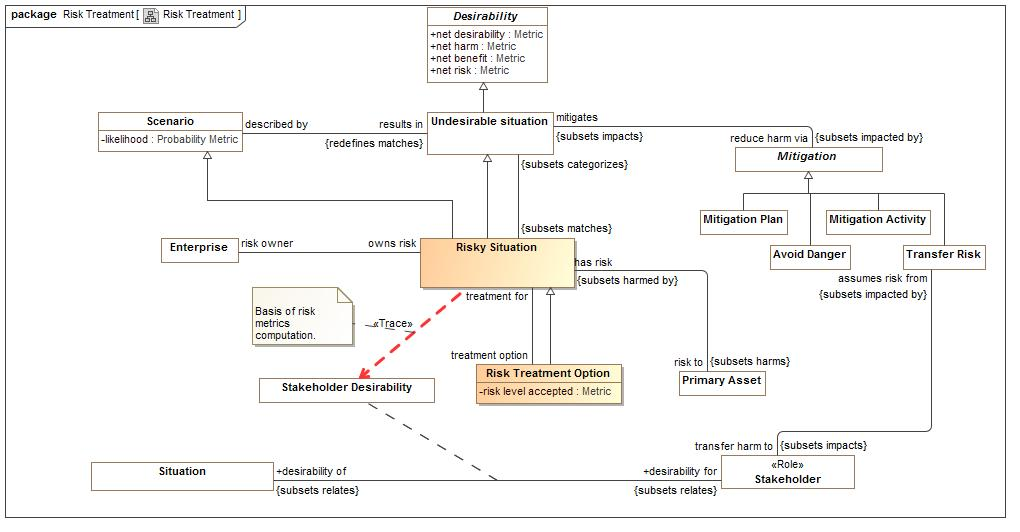 package Risk Treatment [ Risk Treatment ]
Desirability
+net desirability : Metric
+net harm : Metric
+net benefit : Metric
+net risk : Metric
Scenario
-likelihood : Probability Metric
described by
results in
{redefines matches}
Undesirable situation
mitigates
{subsets impacts}
reduce harm via
{subsets impacted by}
Mitigation
{subsets categorizes}
Mitigation Plan
Mitigation Activity
Avoid Danger
Transfer Risk
{subsets matches}
Enterprise
risk owner
owns risk
Risky Situation
has risk
{subsets harmed by}
assumes risk from
{subsets impacted by}
treatment for
Basis of risk
metrics
computation.
«Trace»
treatment option
Risk Treatment Option
-risk level accepted : Metric
risk to
{subsets harms}
Primary Asset
Stakeholder Desirability
transfer harm to
{subsets impacts}
Situation
+desirability of
{subsets relates}
+desirability for
{subsets relates}
«Role»
Stakeholder